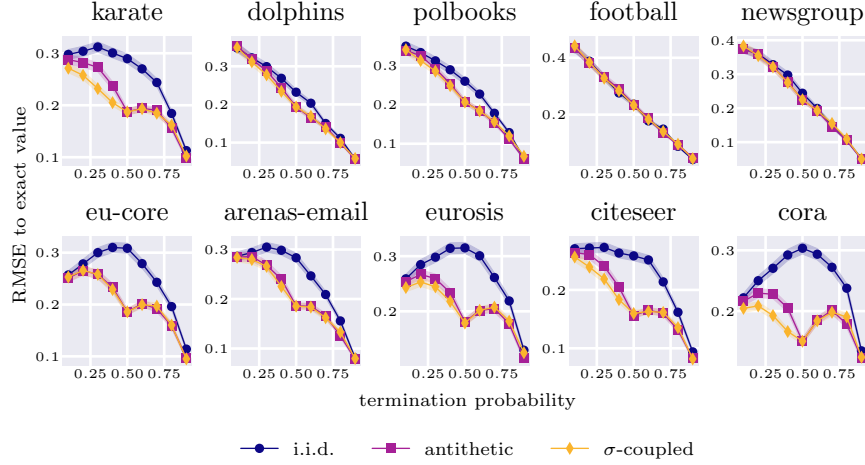 karate dolphins polbooks football newsgroup
RMSE to exact value
0.3
0.2
0.1
0.25 0.50 0.75
0.3
0.2
0.1
0.25 0.50 0.75
0.3
0.2
0.1
0.25 0.50 0.75
0.4
0.2
0.25 0.50 0.75
0.4
0.3
0.2
0.1
0.25 0.50 0.75
eu-core arenas-email eurosis citeseer cora
0.3
0.2
0.1
0.25 0.50 0.75
0.3
0.2
0.1
0.25 0.50 0.75
0.3
0.2
0.1
0.25 0.50 0.75
0.3
0.2
0.1
0.25 0.50 0.75
0.3
0.2
0.25 0.50 0.75
termination probability
i.i.d. antithetic σ-coupled